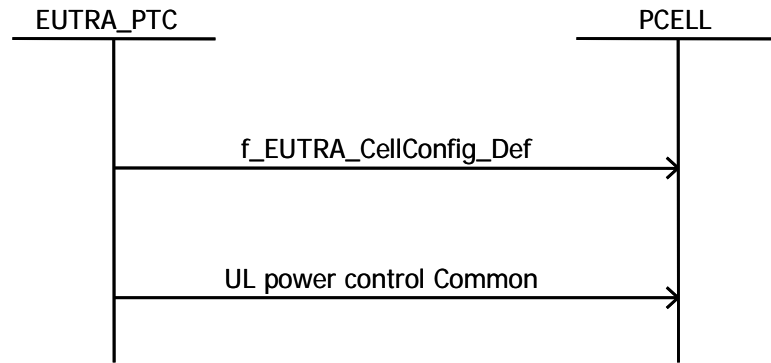 EUTRA_PTC
PCELL
f_EUTRA_CellConfig_Def
UL power control Common